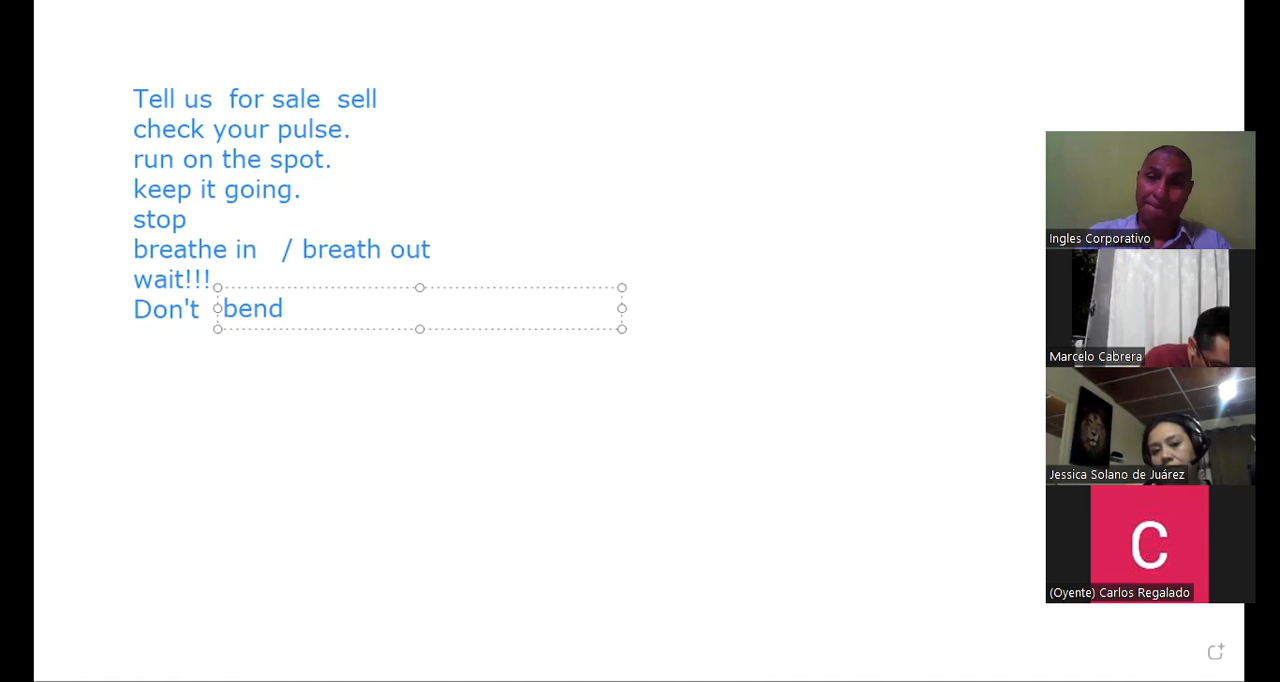 Tell us for sale sell
check your pulse.
run on the spot.
keep it going.
stop
breathe in / breath out
wait!!!
Don't bend
Ingles Corporativo
Marcelo Cabrera
Jessica Solano de Juárez
C
(Oyente) Carlos Regalado